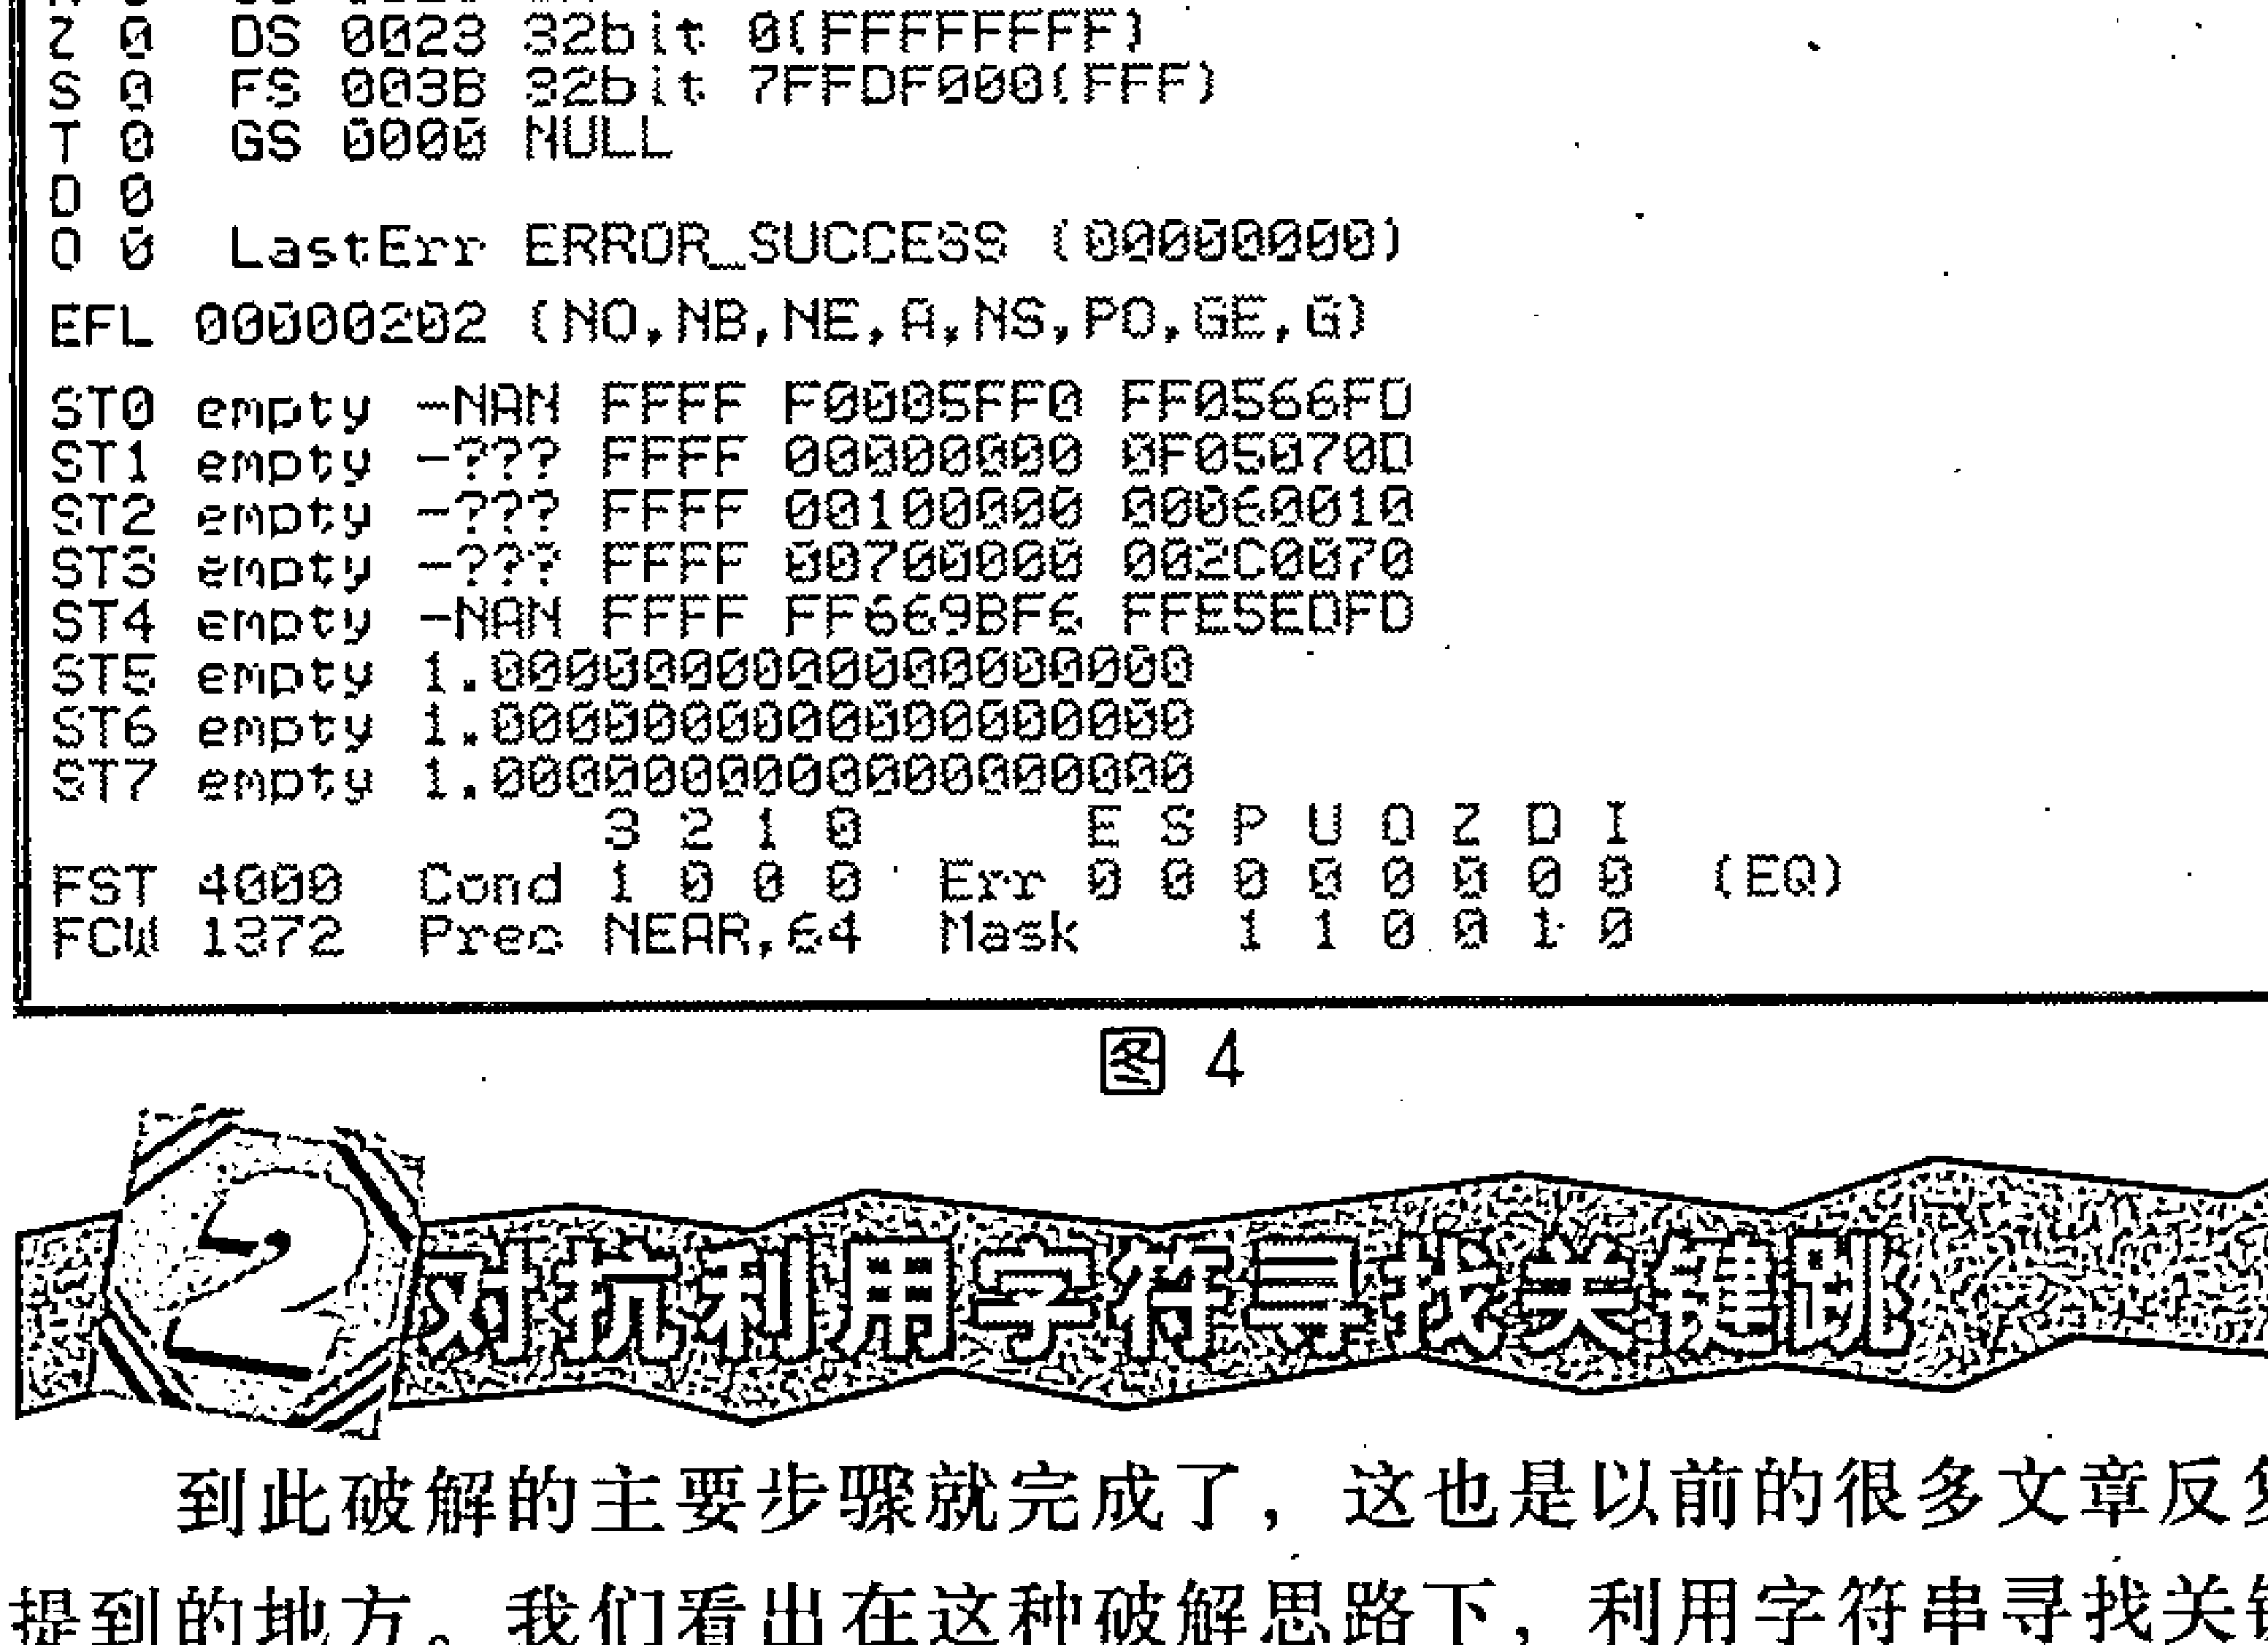 Z 0  DS 0023 32bit 0(FFFFFFFF)
S 0  FS 003B 32bit 7FFDF000(FFF)
T 0  GS 0000 NULL
D 0
O 0  LastErr ERROR_SUCCESS (00000000)
EFL 00000202 (NO,NB,NE,A,NS,PO,GE,G)
ST0 empty -NAN FFFF F0005FF0 FF0566FD
ST1 empty -??? FFFF 00000000 0F05070D
ST2 empty -??? FFFF 00100000 00060010
ST3 empty -??? FFFF 00700000 002C0070
ST4 empty -NAN FFFF FF669BF6 FFE5EDFD
ST5 empty 1.0000000000000000000
ST6 empty 1.0000000000000000000
ST7 empty 1.0000000000000000000
3 2 1 0      E S P U O Z D I
FST 4000  Cond 1 0 0 0  Err 0 0 0 0 0 0 0 0  (EQ)
FCW 1372  Prec NEAR,64  Mask    1 1 0 0 1 0
图 4
2 对抗利用字符寻找关键跳
到此破解的主要步骤就完成了，这也是以前的很多文章反复
提到的地方。我们看出在这种破解思路下，利用字符串寻找关键